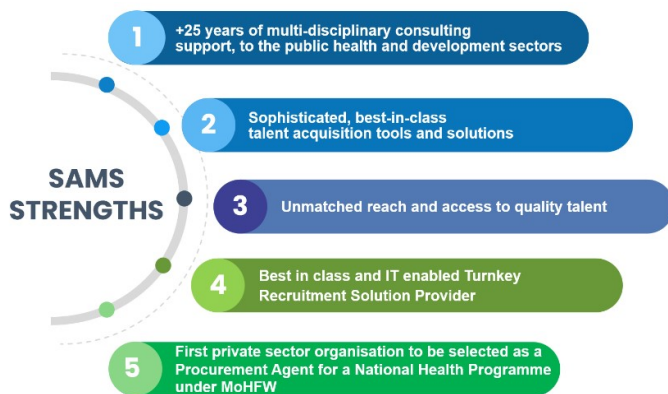 SAMS
STRENGTHS
1
+25 years of multi-disciplinary consulting
support, to the public health and development sectors
2
Sophisticated, best-in-class
talent acquisition tools and solutions
3
Unmatched reach and access to quality talent
4
Best in class and IT enabled Turnkey
Recruitment Solution Provider
5
First private sector organisation to be selected as a
Procurement Agent for a National Health Programme
under MoHFW